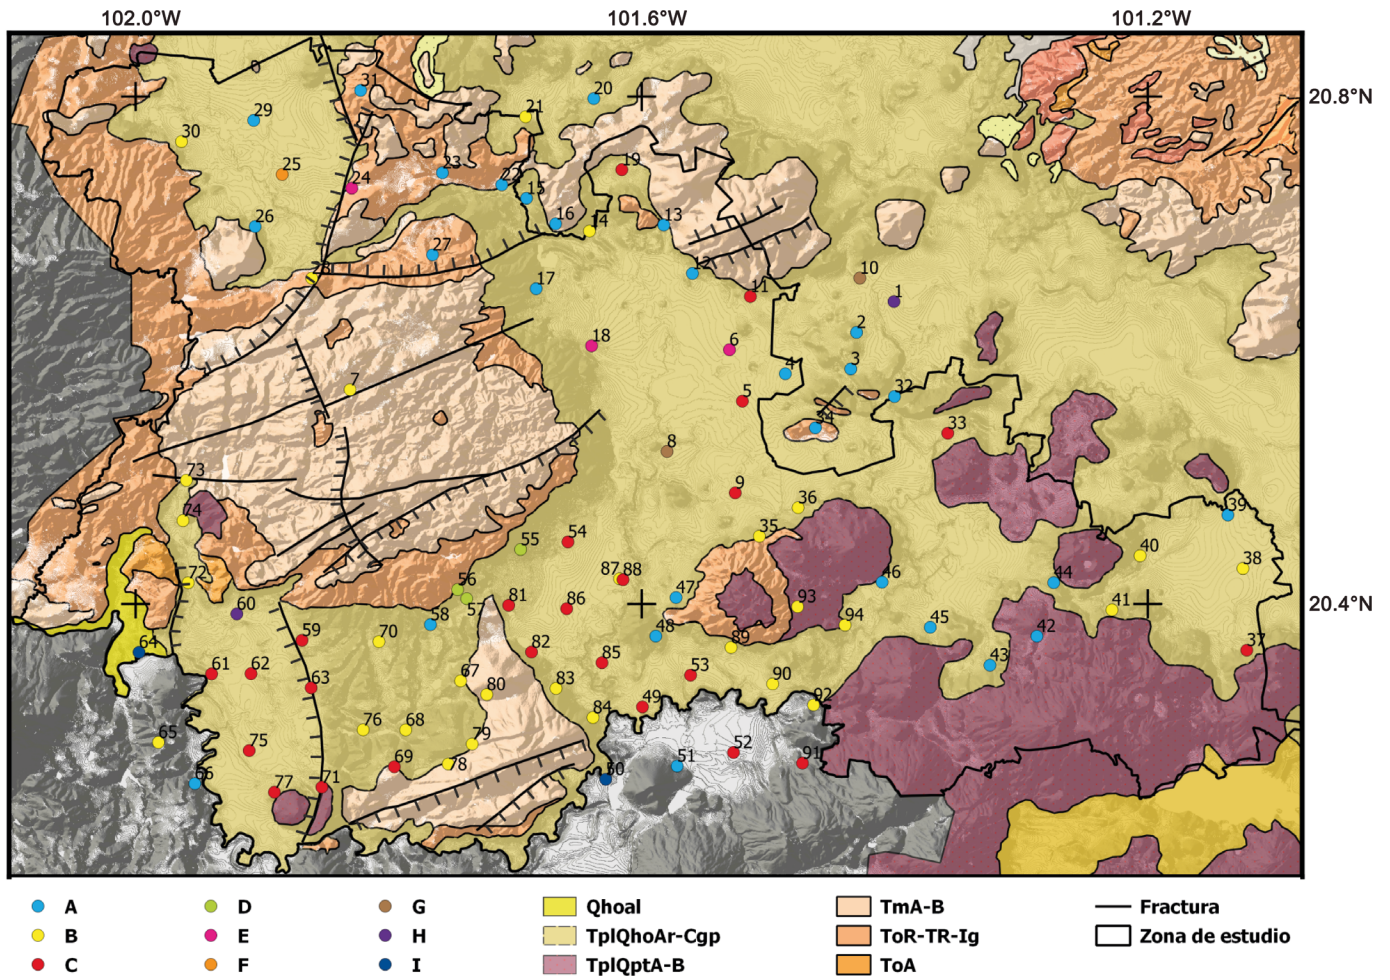 102.0°W 101.6°W 101.2°W
20.8°N
20.4°N
31 20 29 21 30 19 25 23 22 24 15 26 16 14 13 27
28 12 10 17 11 1 2 18 6 3 4 7 32 5
34 33 8 73 9 36 39 74 35 54 55 40 38
72 87 88 44 46 56 57 47 81 60 86 93 41
58 94 45 59 70 48 42 64 82 89 37 85 43
61 62 53 63 67 90 80 83 49 92 84
76 68 65 79 75 52 69 78 51 91 66 50 77 71
A D G Qhoal TmA-B Fractura
B E H TplQhoAr-Cgp ToR-TR-Ig Zona de estudio
C F I TplQptA-B ToA